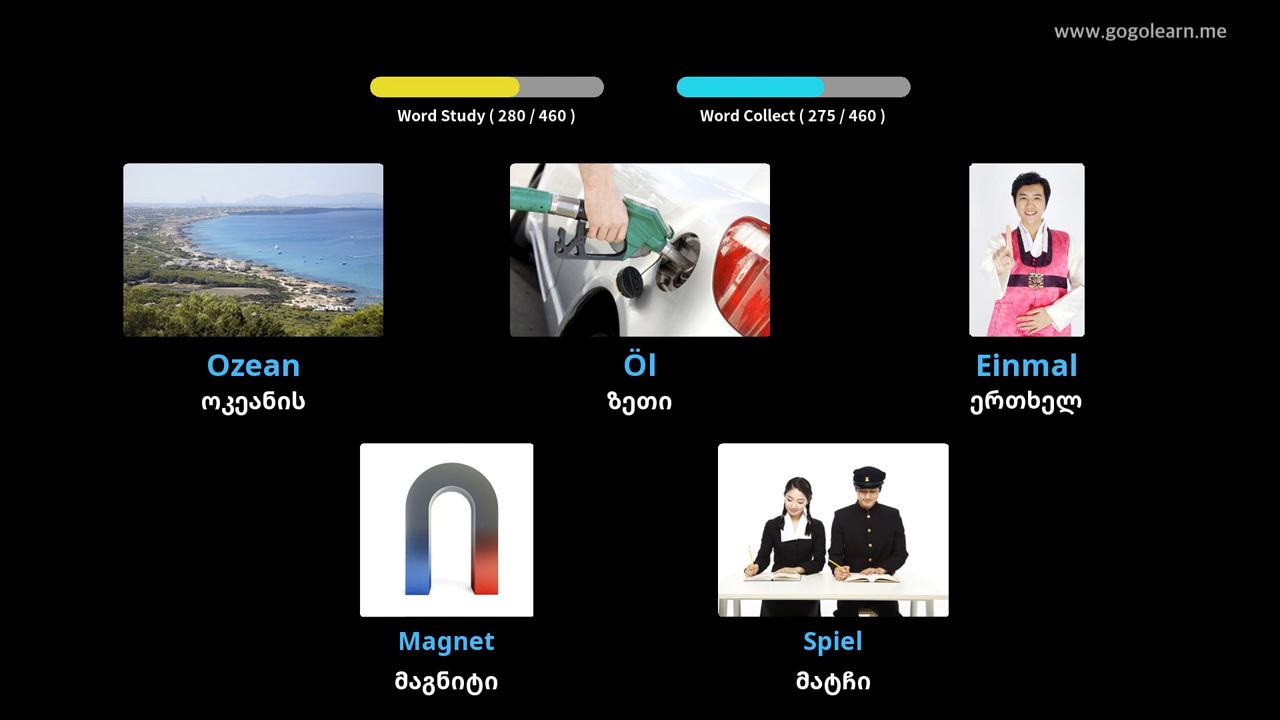 www.gogolearn.me
Word Study ( 280 / 460 )
Word Collect ( 275 / 460 )
Ozean
ოკეანის
Öl
ზეთი
Einmal
ერთხელ
Magnet
მაგნიტი
Spiel
მატჩი